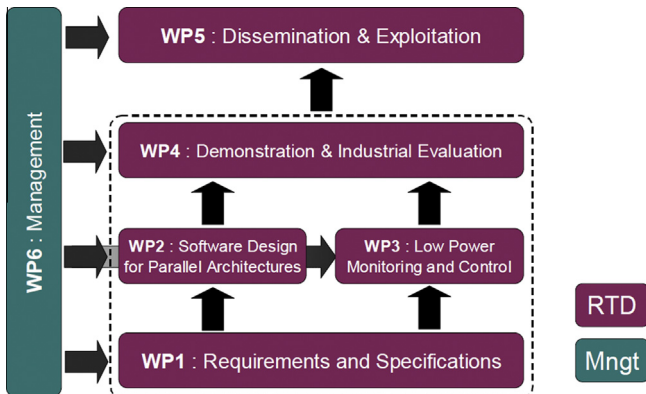 WP5 : Dissemination & Exploitation
WP6 : Management
WP4 : Demonstration & Industrial Evaluation
WP2 : Software Design
for Parallel Architectures
WP3 : Low Power
Monitoring and Control
WP1 : Requirements and Specifications
RTD
Mngt